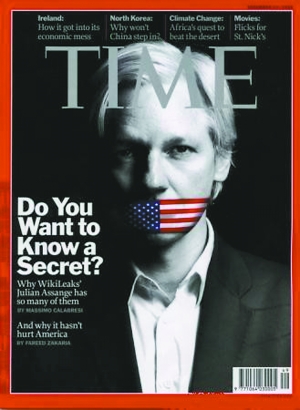 Ireland:
How it got into its
economic mess
North Korea:
Why won't
China step in?
Climate Change:
Africa's quest to
beat the desert
Movies:
Flicks for
St. Nick's
TIME
Do You
Want to
Know a
Secret?
Why WikiLeaks'
Julian Assange has
so many of them
BY MASSIMO CALABRESI
And why it hasn't
hurt America
BY FAREED ZAKARIA